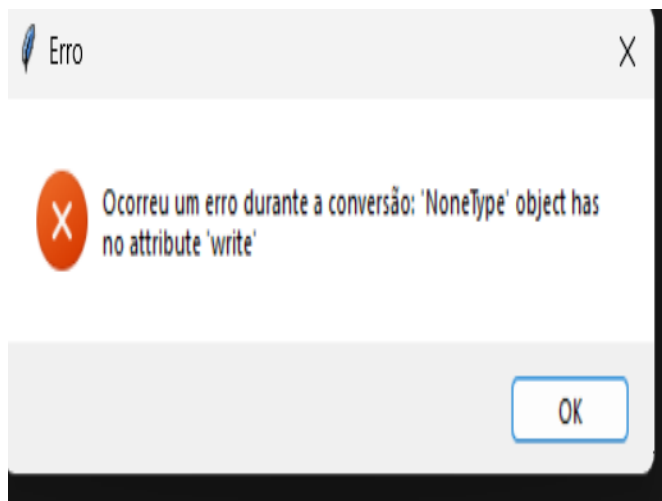 Erro
Ocorreu um erro durante a conversão: 'NoneType' object has
no attribute 'write'
OK